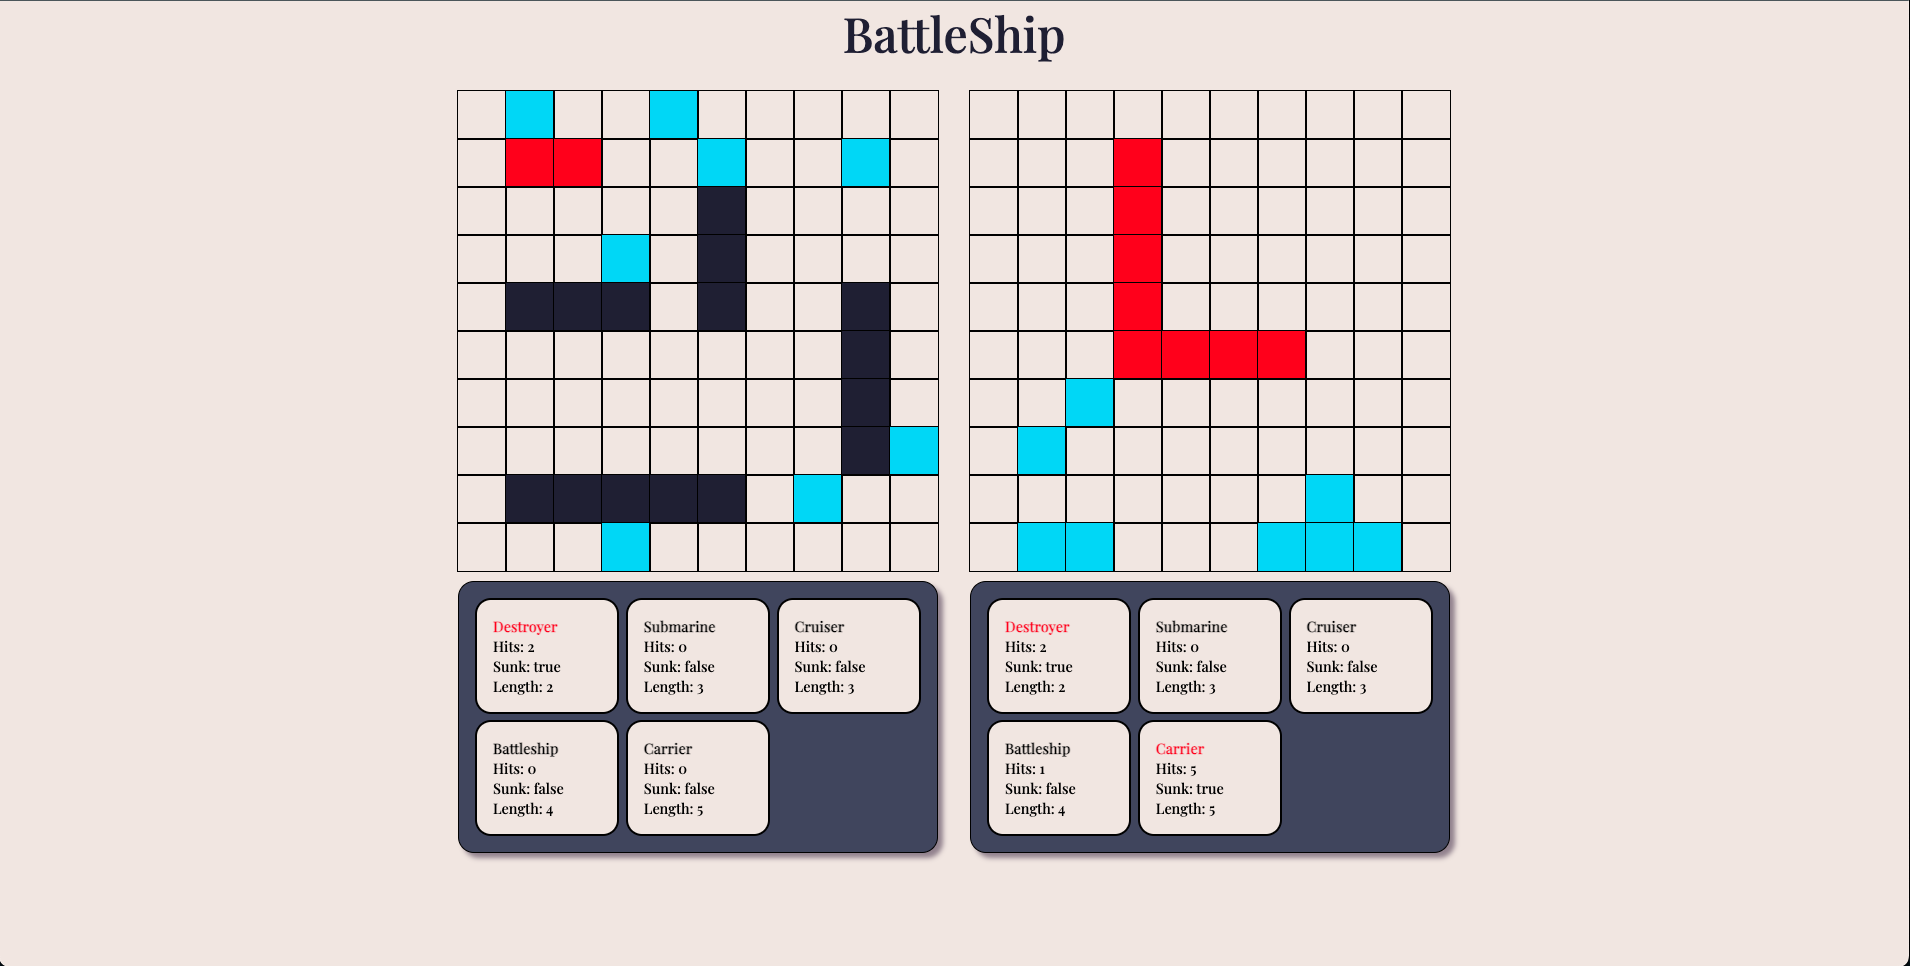 BattleShip
Destroyer
Hits: 2
Sunk: true
Length: 2
Submarine
Hits: 0
Sunk: false
Length: 3
Cruiser
Hits: 0
Sunk: false
Length: 3
Battleship
Hits: 0
Sunk: false
Length: 4
Carrier
Hits: 0
Sunk: false
Length: 5
Destroyer
Hits: 2
Sunk: true
Length: 2
Submarine
Hits: 0
Sunk: false
Length: 3
Cruiser
Hits: 0
Sunk: false
Length: 3
Battleship
Hits: 1
Sunk: false
Length: 4
Carrier
Hits: 5
Sunk: true
Length: 5